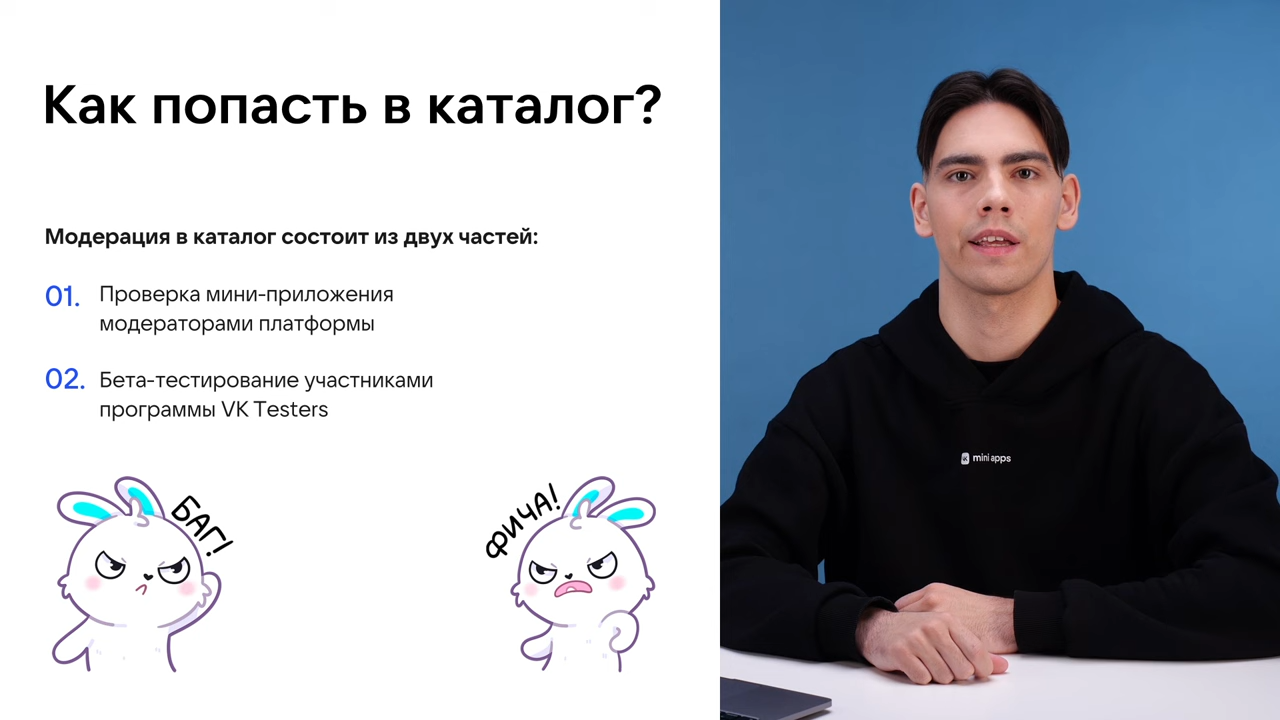 Как попасть в каталог?
Модерация в каталог состоит из двух частей:
01. Проверка мини-приложения
модераторами платформы
02. Бета-тестирование участниками
программы VK Testers
БАГ!
ФИЧА!
mini apps